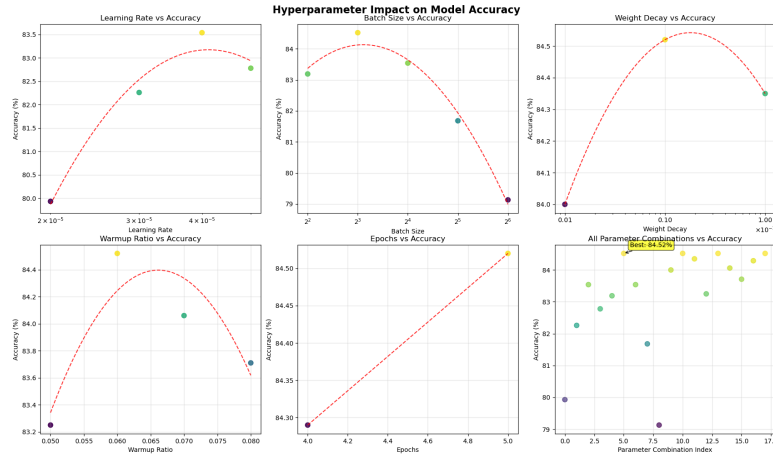 Hyperparameter Impact on Model Accuracy
Learning Rate vs Accuracy
Accuracy (%)
83.5
83.0
82.5
82.0
81.5
81.0
80.5
80.0
2 × 10⁻⁵
3 × 10⁻⁵
4 × 10⁻⁵
Learning Rate
Batch Size vs Accuracy
Accuracy (%)
84
83
82
81
80
79
2²
2³
2⁴
2⁵
2⁶
Batch Size
Weight Decay vs Accuracy
Accuracy (%)
84.5
84.4
84.3
84.2
84.1
84.0
0.01
0.10
1.00
Weight Decay
Warmup Ratio vs Accuracy
Accuracy (%)
84.4
84.2
84.0
83.8
83.6
83.4
83.2
0.050
0.055
0.060
0.065
0.070
0.075
0.080
Warmup Ratio
Epochs vs Accuracy
Accuracy (%)
84.50
84.45
84.40
84.35
84.30
4.0
4.2
4.4
4.6
4.8
5.0
Epochs
All Parameter Combinations vs Accuracy
Best: 84.52%
Accuracy (%)
84
83
82
81
80
79
0.0
2.5
5.0
7.5
10.0
12.5
15.0
17.5
Parameter Combination Index